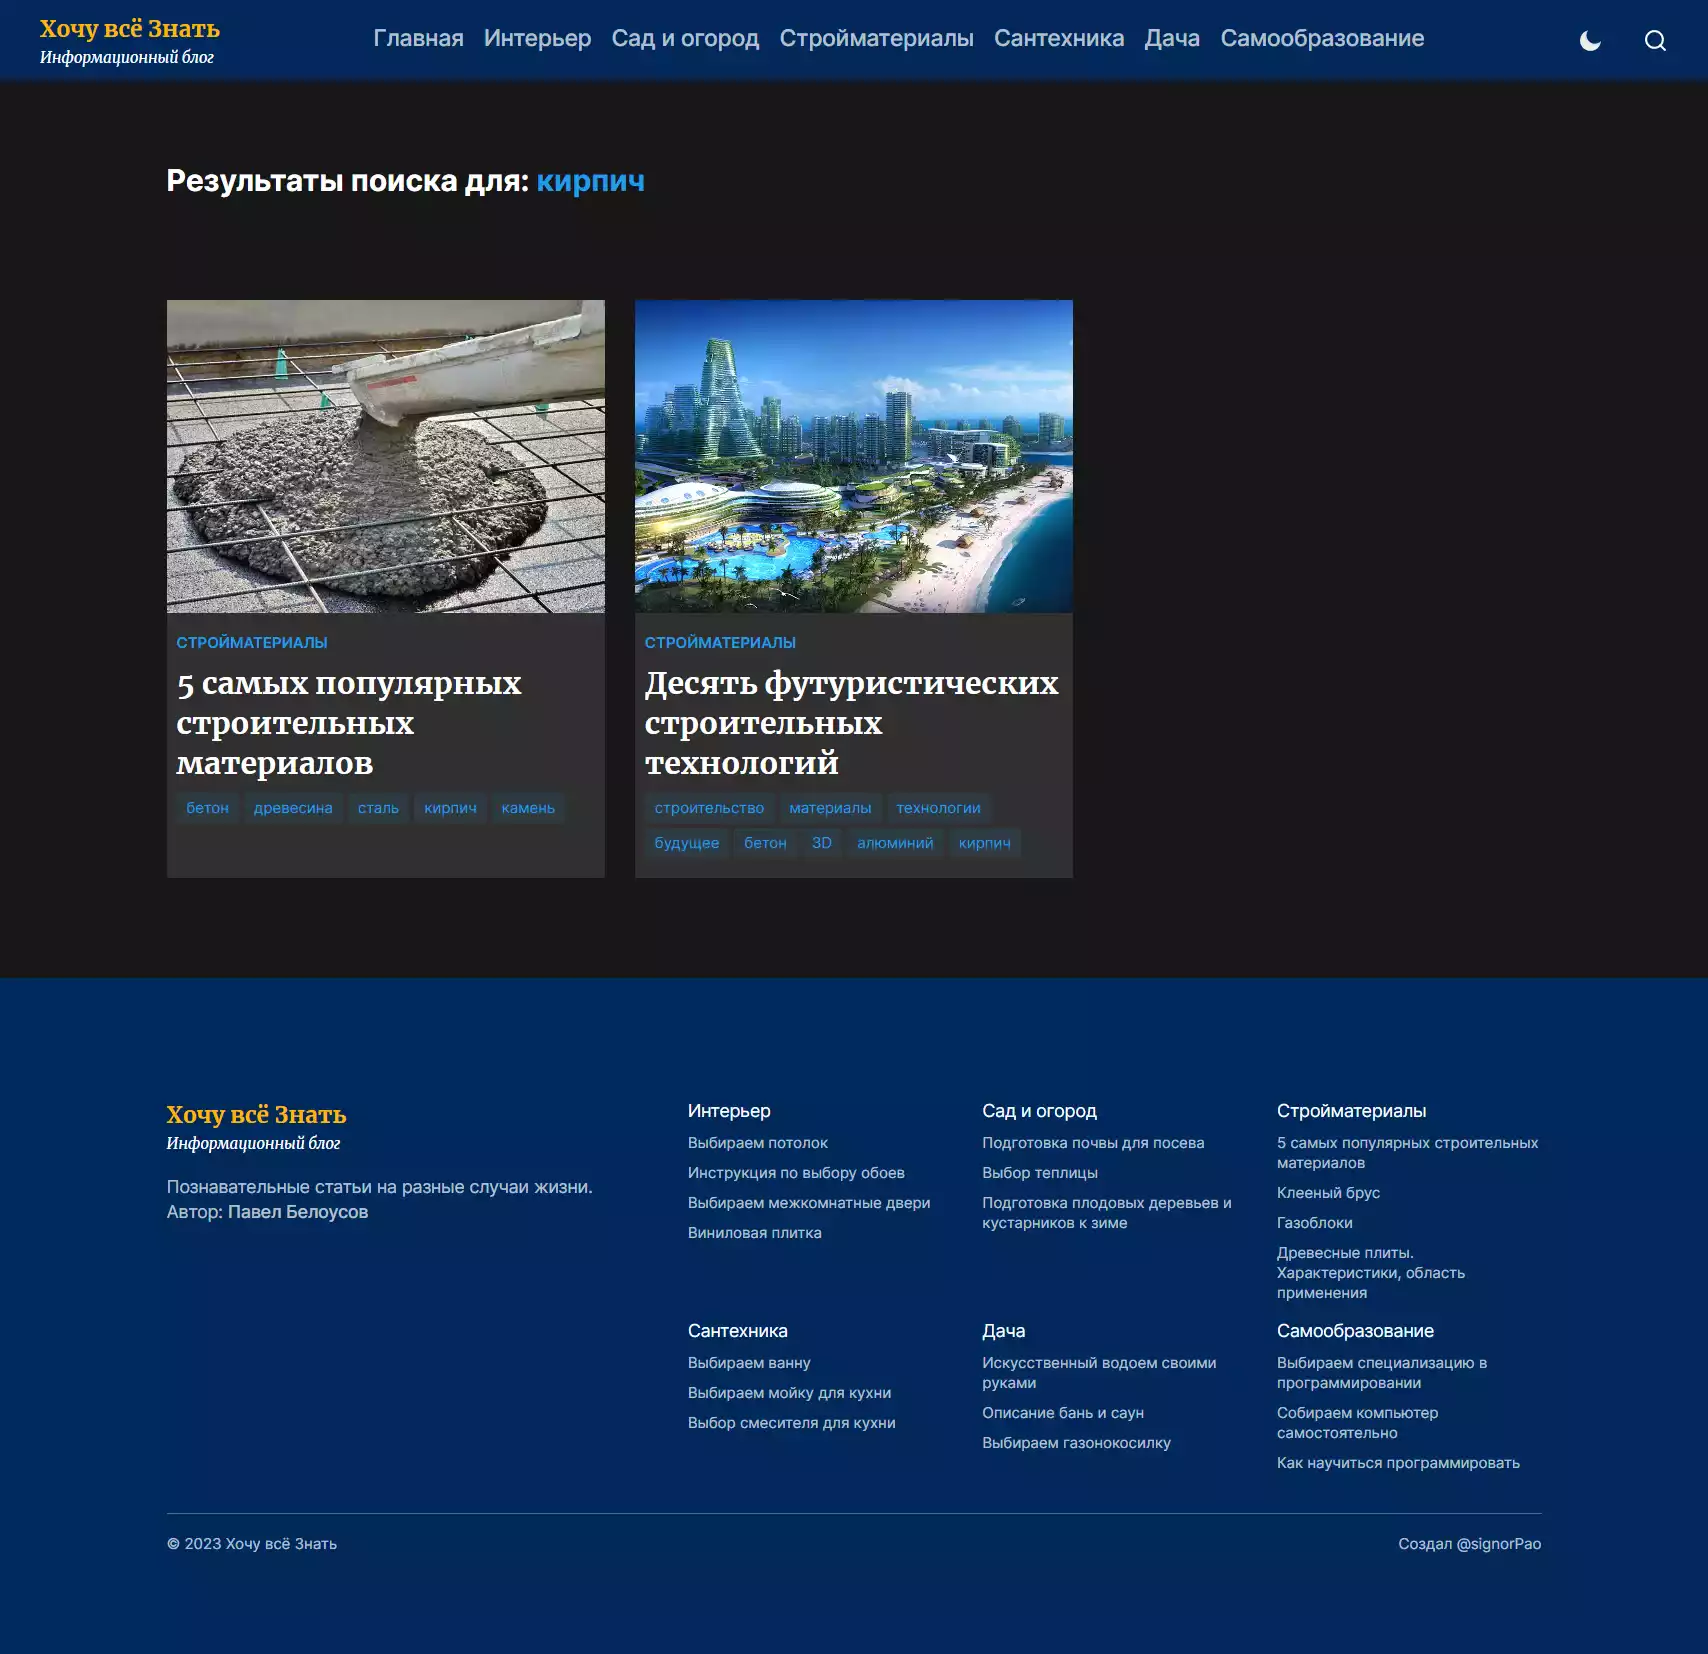 Хочу всё Знать
Информационный блог
Главная Интерьер Сад и огород Стройматериалы Сантехника Дача Самообразование
Результаты поиска для: кирпич
СТРОЙМАТЕРИАЛЫ
5 самых популярных
строительных
материалов
бетон древесина сталь кирпич камень
СТРОЙМАТЕРИАЛЫ
Десять футуристических
строительных
технологий
строительство материалы технологии
будущее бетон 3D алюминий кирпич
Хочу всё Знать
Информационный блог
Познавательные статьи на разные случаи жизни.
Автор: Павел Белоусов
Интерьер
Выбираем потолок
Инструкция по выбору обоев
Выбираем межкомнатные двери
Виниловая плитка
Сад и огород
Подготовка почвы для посева
Выбор теплицы
Подготовка плодовых деревьев и
кустарников к зиме
Стройматериалы
5 самых популярных строительных
материалов
Клееный брус
Газоблоки
Древесные плиты.
Характеристики, область
применения
Сантехника
Выбираем ванну
Выбираем мойку для кухни
Выбор смесителя для кухни
Дача
Искусственный водоем своими
руками
Описание бань и саун
Выбираем газонокосилку
Самообразование
Выбираем специализацию в
программировании
Собираем компьютер
самостоятельно
Как научиться программировать
© 2023 Хочу всё Знать
Создал @signorPao